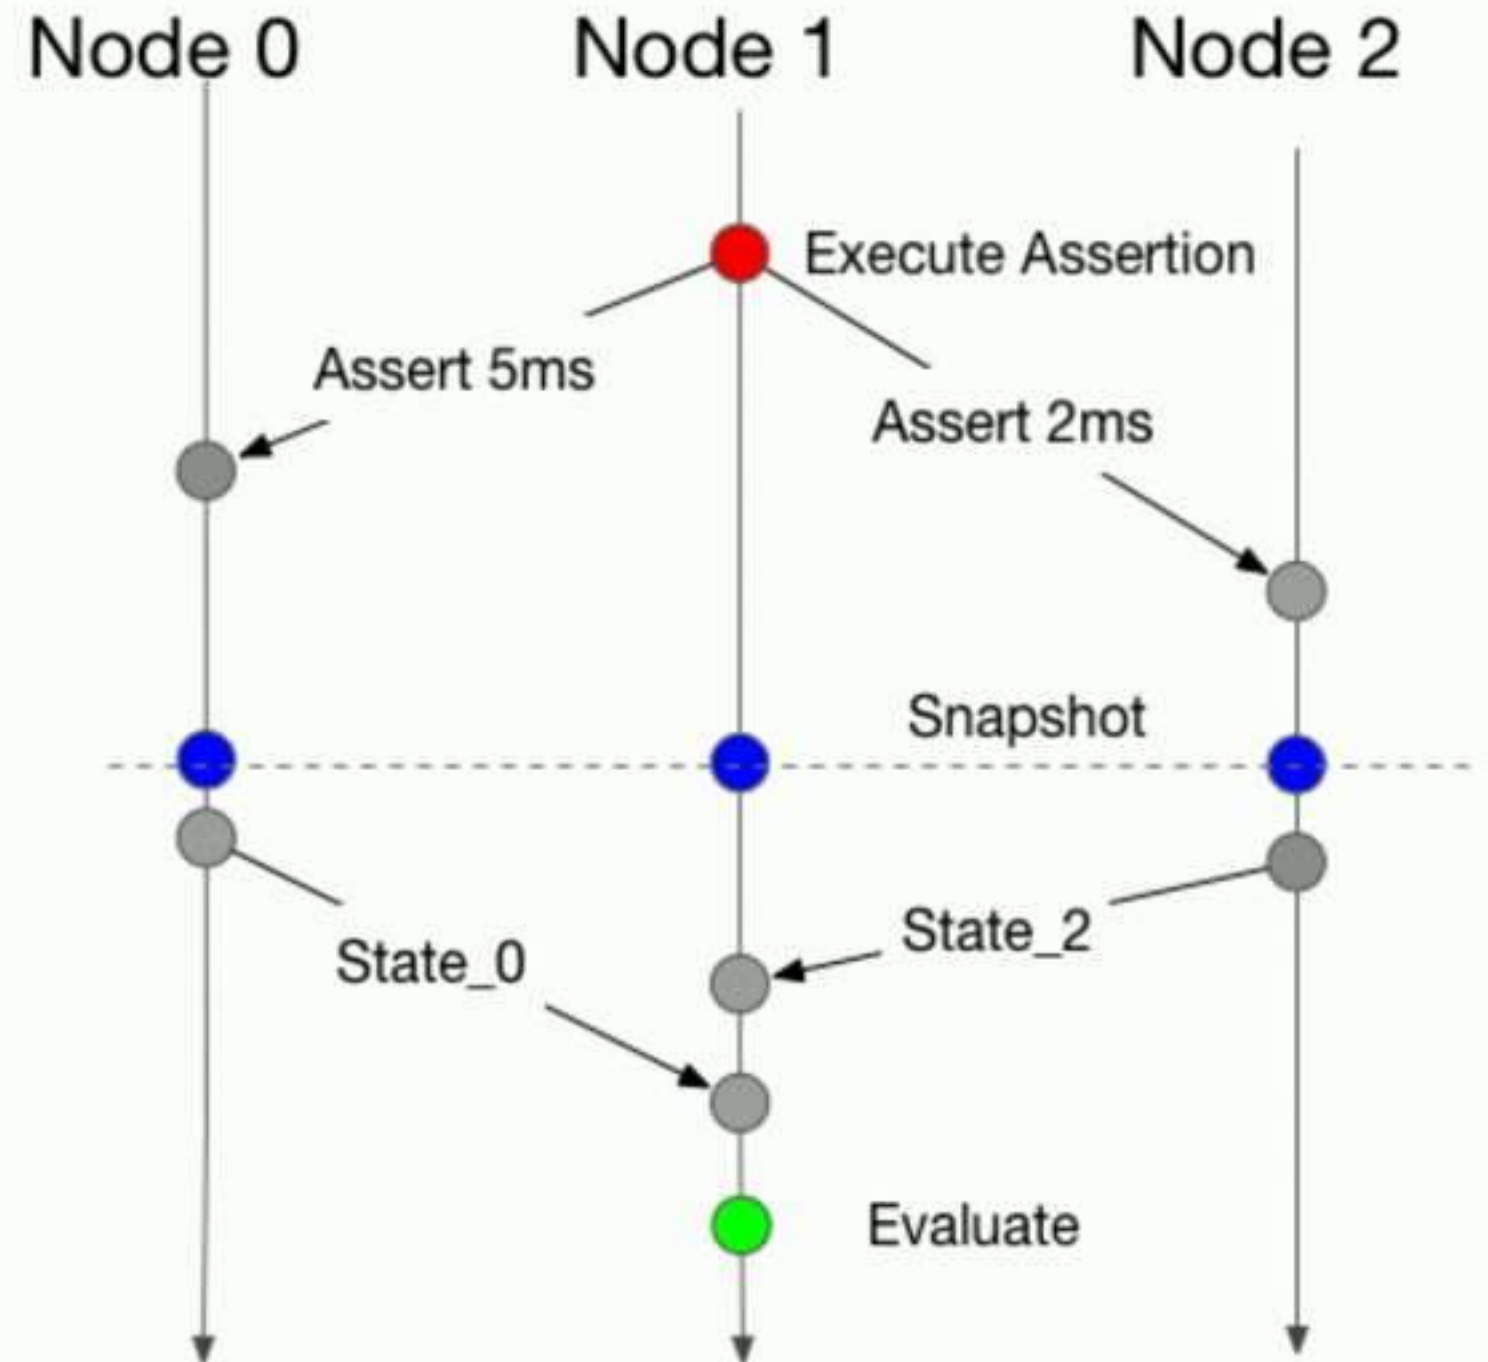 Node 0
Node 1
Node 2
Execute Assertion
Assert 5ms
Assert 2ms
Snapshot
State_2
State_0
Evaluate